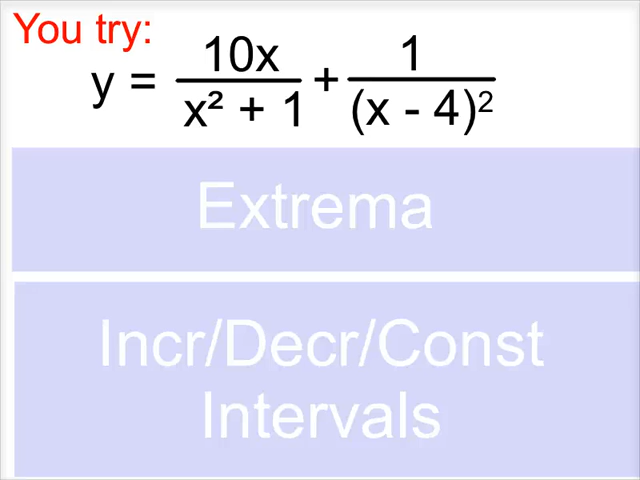 You try:
y = 10x / x² + 1 + 1 / (x - 4)²
Extrema
Incr/Decr/Const
Intervals